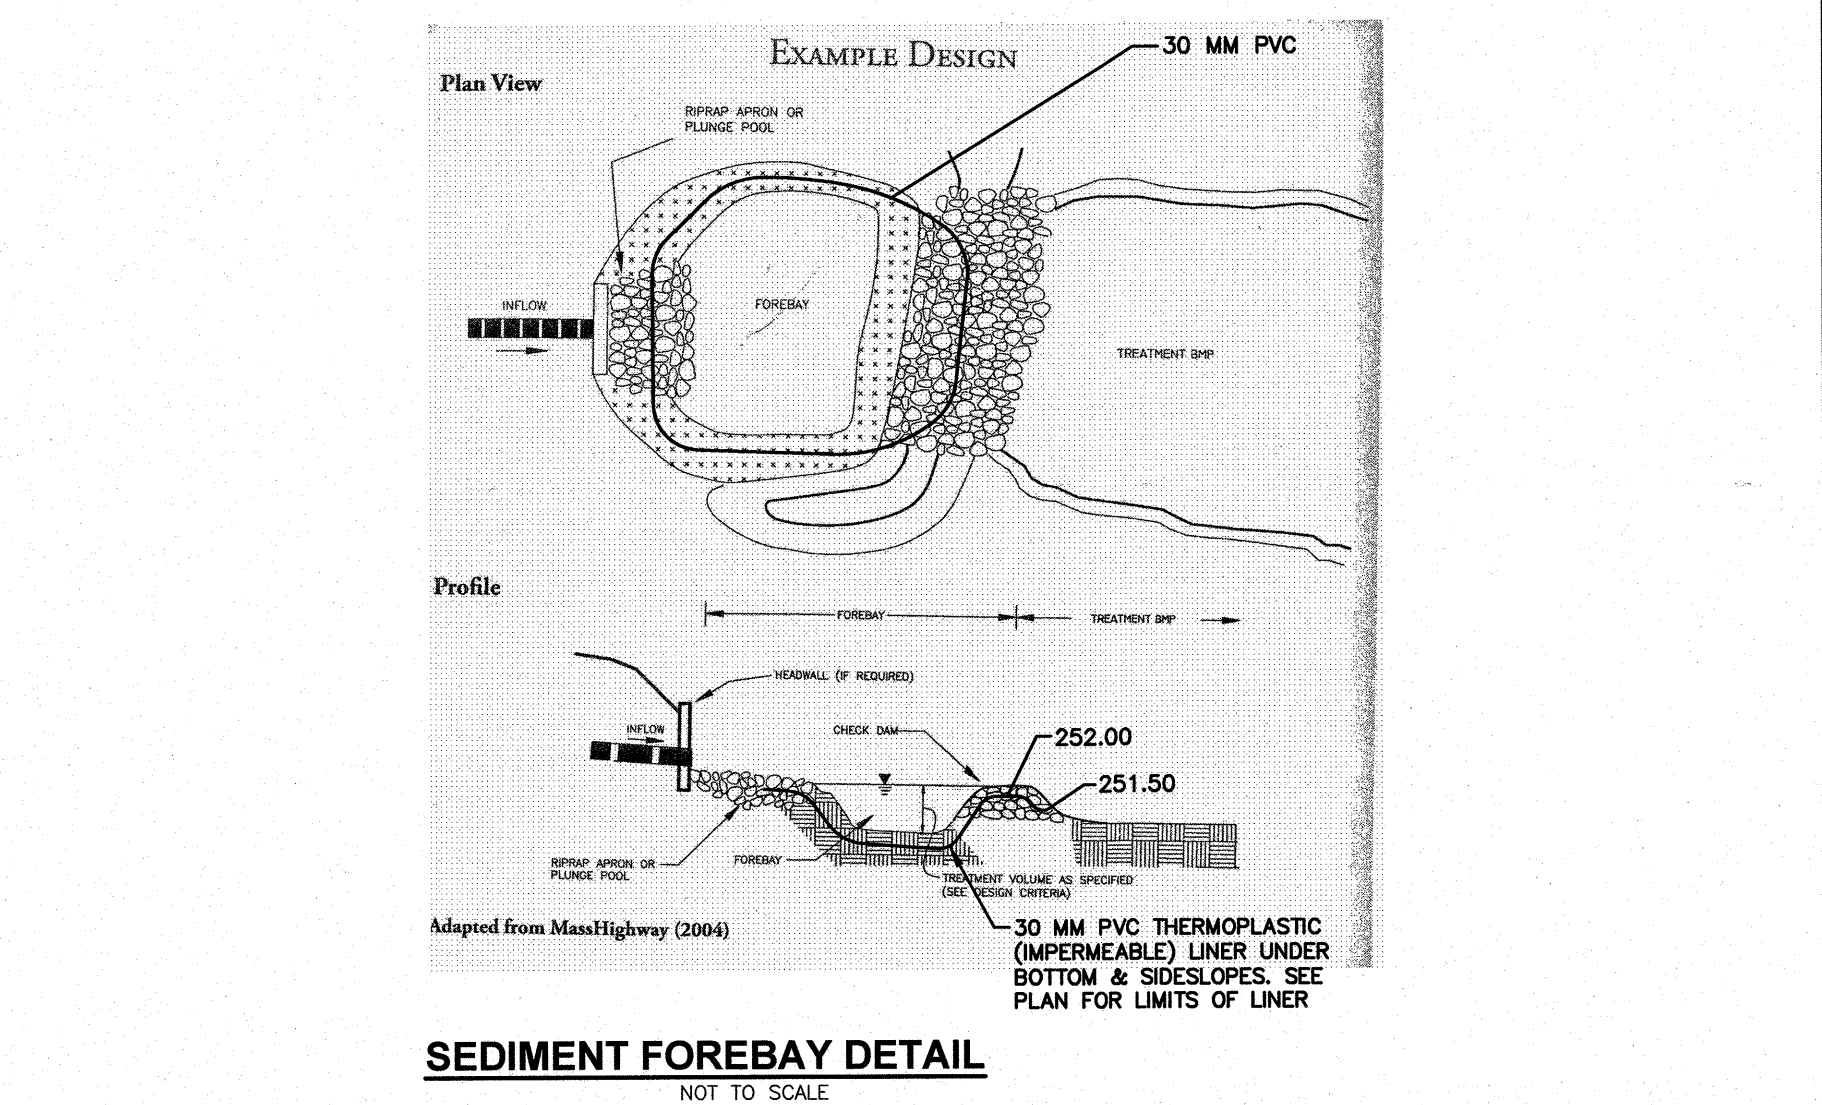 EXAMPLE DESIGN
30 MM PVC
Plan View
RIPRAP APRON OR
PLUNGE POOL
INFLOW
FOREBAY
TREATMENT BMP
Profile
FOREBAY
TREATMENT BMP
HEADWALL (IF REQUIRED)
INFLOW
CHECK DAM
252.00
251.50
RIPRAP APRON OR
PLUNGE POOL
FOREBAY
TREATMENT VOLUME AS SPECIFIED
(SEE DESIGN CRITERIA)
Adapted from MassHighway (2004)
30 MM PVC THERMOPLASTIC
(IMPERMEABLE) LINER UNDER
BOTTOM & SIDESLOPES. SEE
PLAN FOR LIMITS OF LINER
SEDIMENT FOREBAY DETAIL
NOT TO SCALE